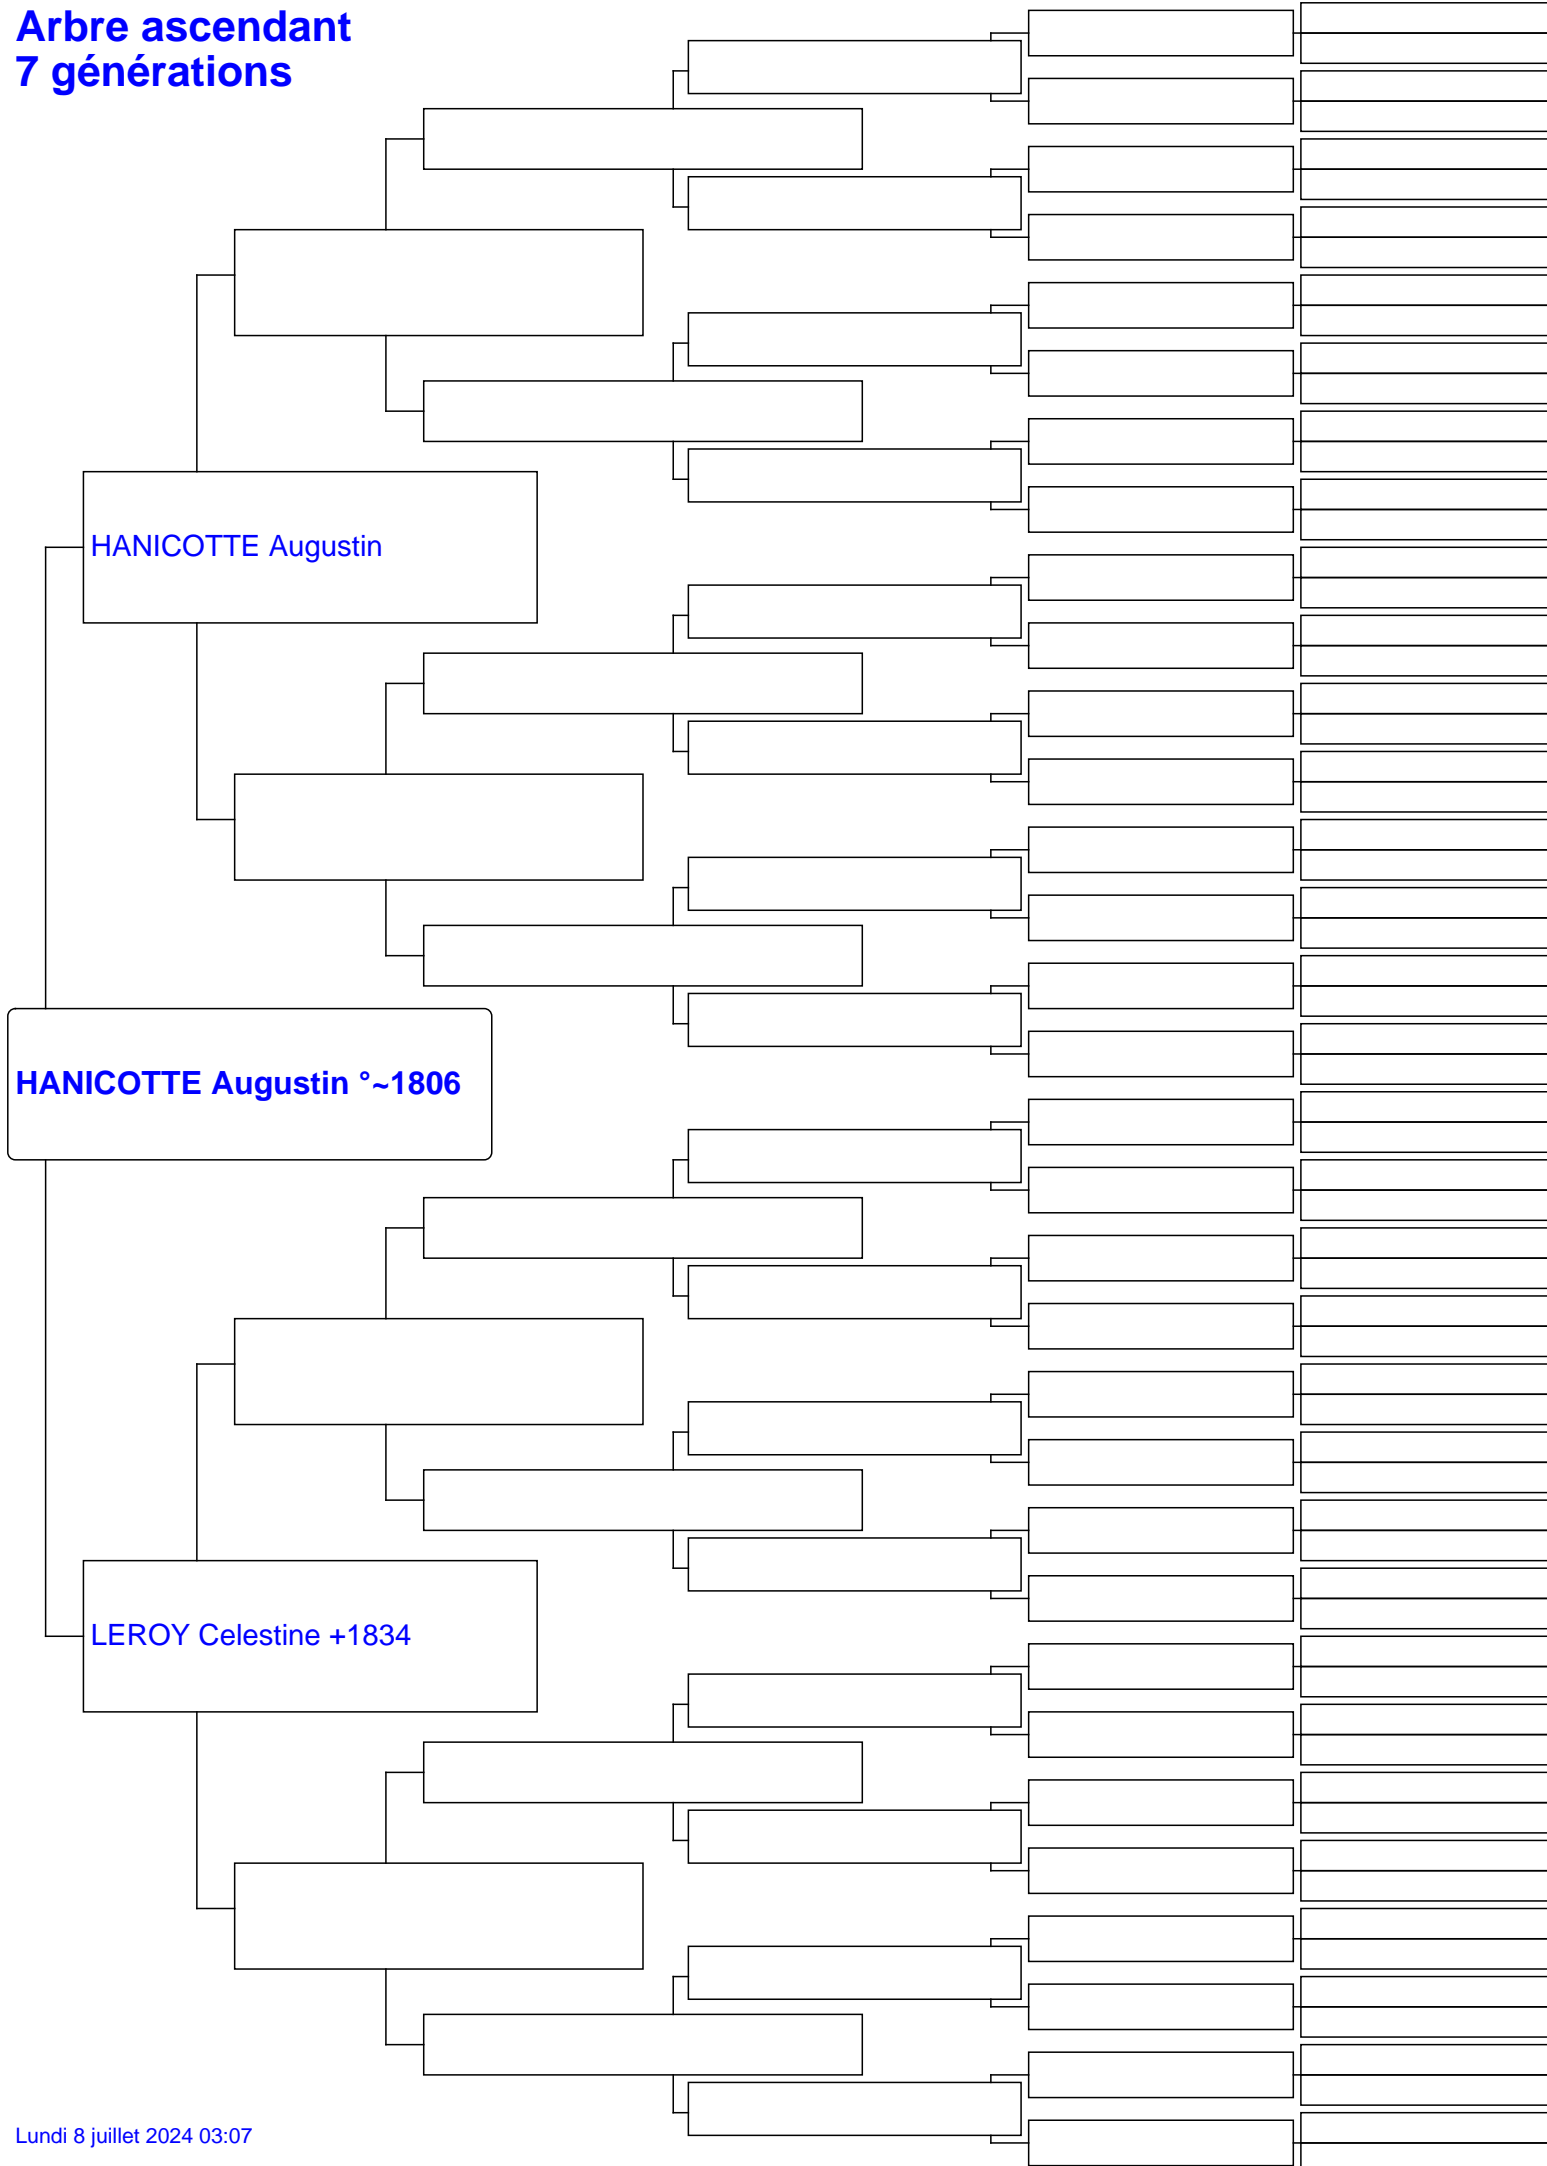 Arbre ascendant
7 générations
HANICOTTE Augustin
HANICOTTE Augustin °~1806
LEROY Celestine +1834
Lundi 8 juillet 2024 03:07